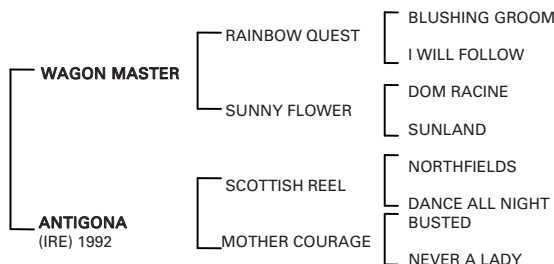 BLUSHING GROOM
RAINBOW QUEST
I WILL FOLLOW
WAGON MASTER
DOM RACINE
SUNNY FLOWER
SUNLAND
NORTHFIELDS
SCOTTISH REEL
DANCE ALL NIGHT
ANTIGONA
(IRE) 1992
BUSTED
MOTHER COURAGE
NEVER A LADY